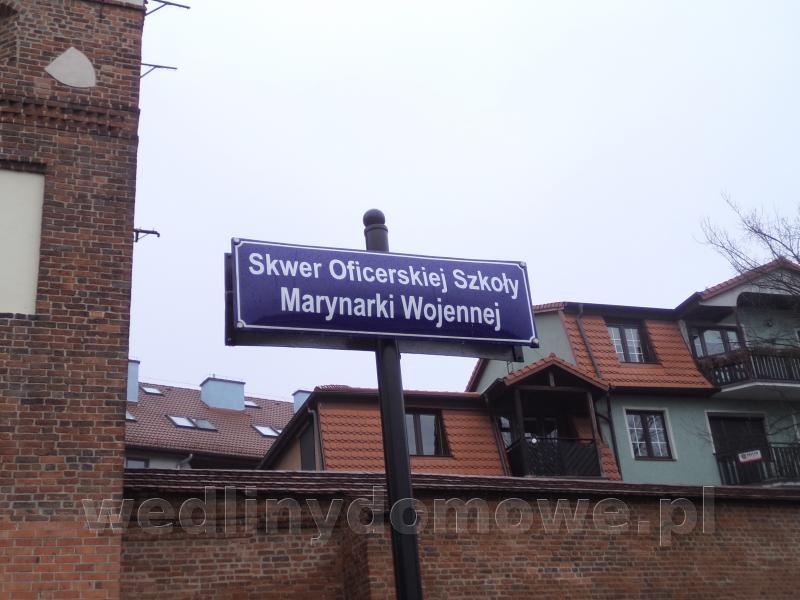 Skwer Oficerskiej Szkoły
Marynarki Wojennej
wedlinydomowe.pl